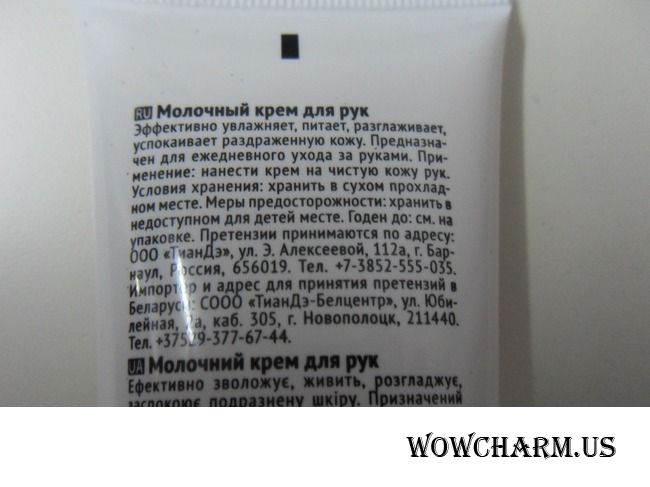 RU Молочный крем для рук
Эффективно увлажняет, питает, разглаживает,
успокаивает раздраженную кожу. Предназна-
чен для ежедневного ухода за руками. При-
менение: нанести крем на чистую кожу рук.
Условия хранения: хранить в сухом прохлад-
ном месте. Меры предосторожности: хранить в
недоступном для детей месте. Годен до: см. на
упаковке. Претензии принимаются по адресу:
ООО «ТианДэ», ул. Э. Алексеевой, 112а, г. Бар-
наул, Россия, 656019. Тел. +7-3852-555-035.
Импортер и адрес для принятия претензий в
Беларуси: СООО «ТианДэ-Белцентр», ул. Юби-
лейная, каб. 305, г. Новополоцк, 211440.
Тел. +37529-377-67-44.
UA Молочний крем для рук
Ефективно зволожує, живить, розгладжує,
заспокоює подразнену шкіру. Призначений
WOWCHARM.US